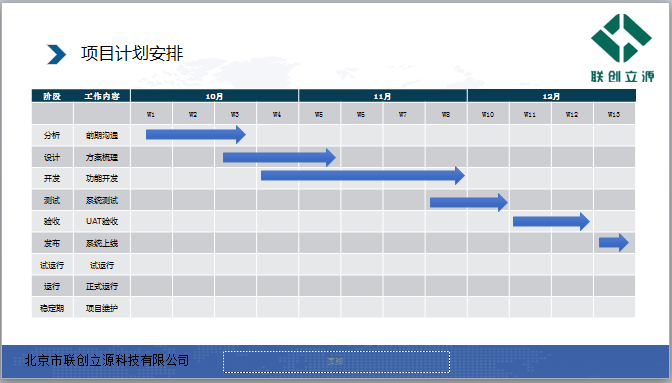 项目计划安排
联创立源
阶段 工作内容 10月 11月 12月
W1 W2 W3 W4 W5 W6 W7 W8 W10 W11 W12 W13
分析 前期沟通
设计 方案梳理
开发 功能开发
测试 系统测试
验收 UAT验收
发布 系统上线
试运行 试运行
运行 正式运行
稳定期 项目维护
北京市联创立源科技有限公司